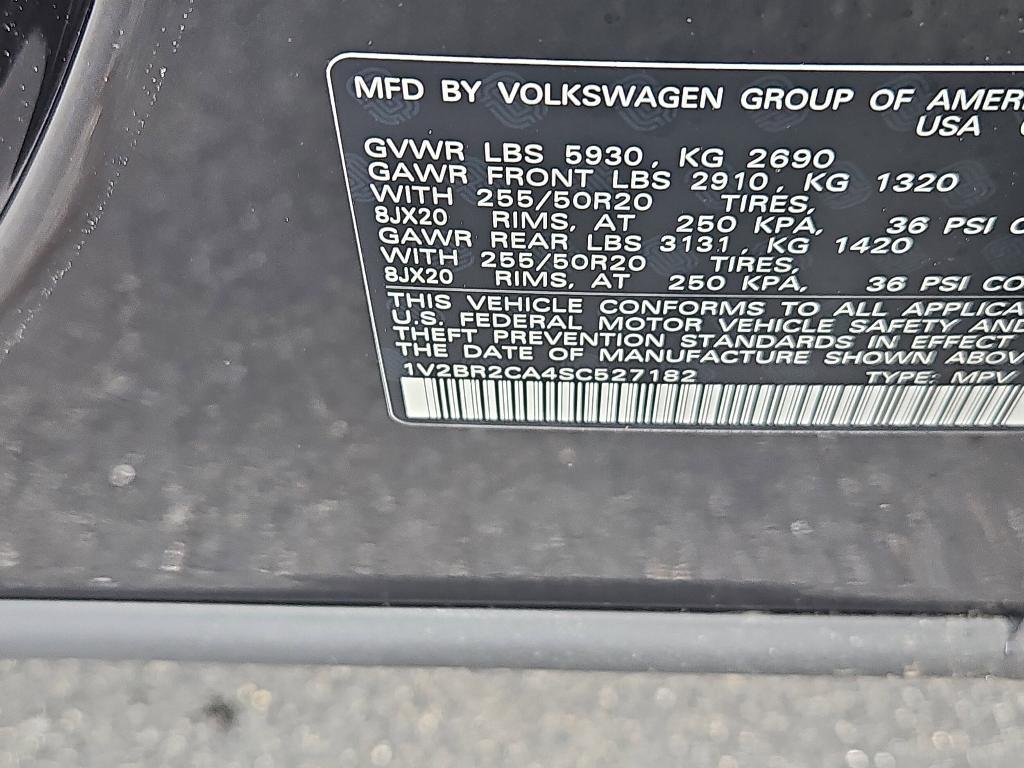 MFD BY VOLKSWAGEN GROUP OF AMERI
USA
GVWR LBS 5930, KG 2690
GAWR FRONT LBS 2910, KG 1320
WITH 255/50R20 TIRES,
8JX20 RIMS, AT 250 KPA, 36 PSI C
GAWR REAR LBS 3131, KG 1420
WITH 255/50R20 TIRES,
8JX20 RIMS, AT 250 KPA, 36 PSI CO
THIS VEHICLE CONFORMS TO ALL APPLICA
U.S. FEDERAL MOTOR VEHICLE SAFETY AND
THEFT PREVENTION STANDARDS IN EFFECT
THE DATE OF MANUFACTURE SHOWN ABOV
1V2BR2CA4SC527182 TYPE: MPV